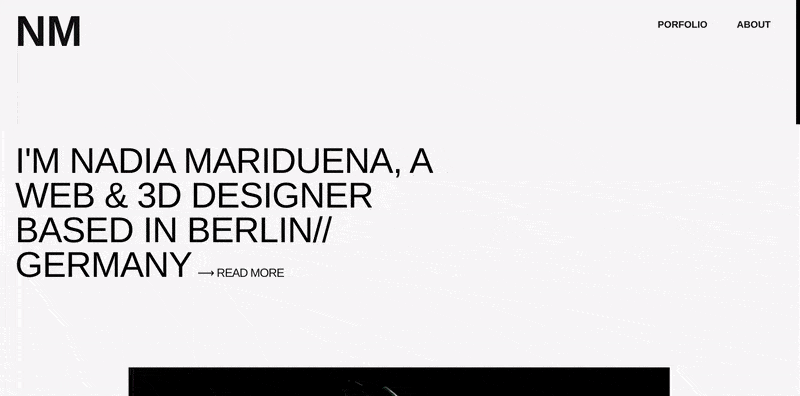 NM
PORFOLIO
ABOUT
I'M NADIA MARIDUENA, A
WEB & 3D DESIGNER
BASED IN BERLIN//
GERMANY ⟶ READ MORE